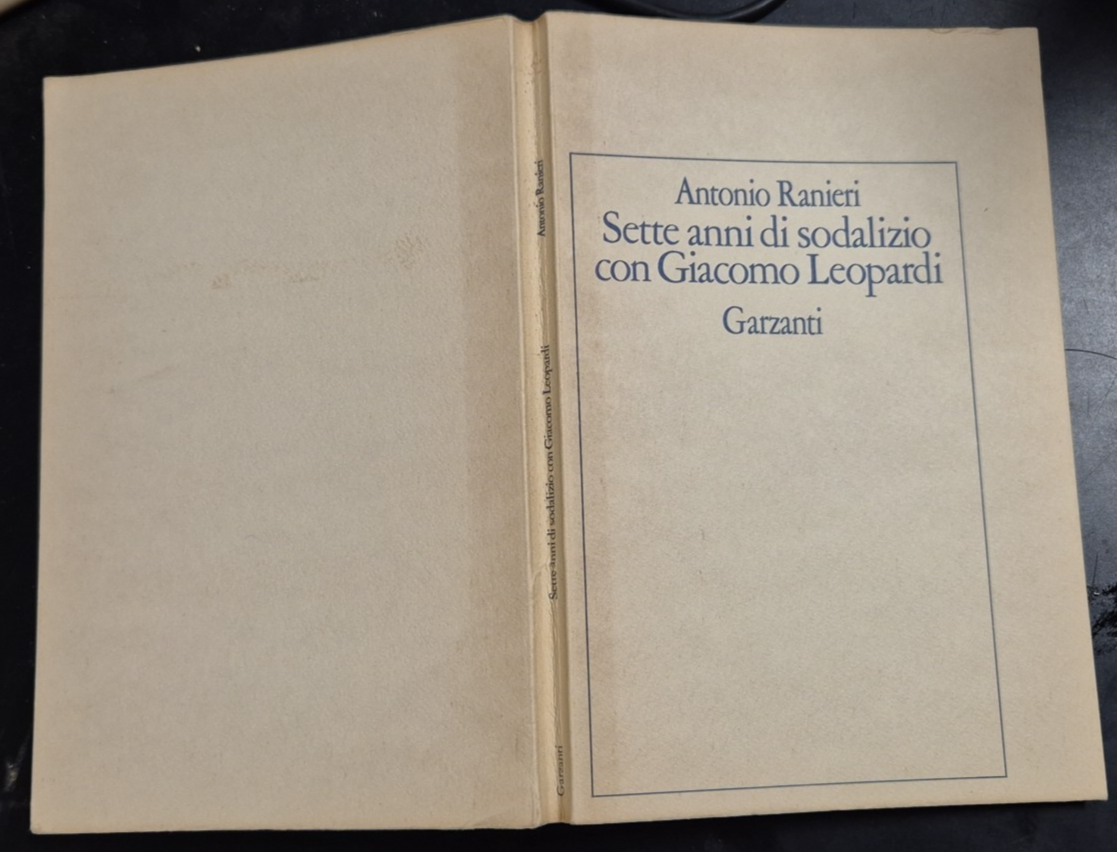 Antonio Ranieri
Sette anni di sodalizio
con Giacomo Leopardi
Garzanti
Antonio Ranieri
Sette anni di sodalizio con Giacomo Leopardi
Garzanti